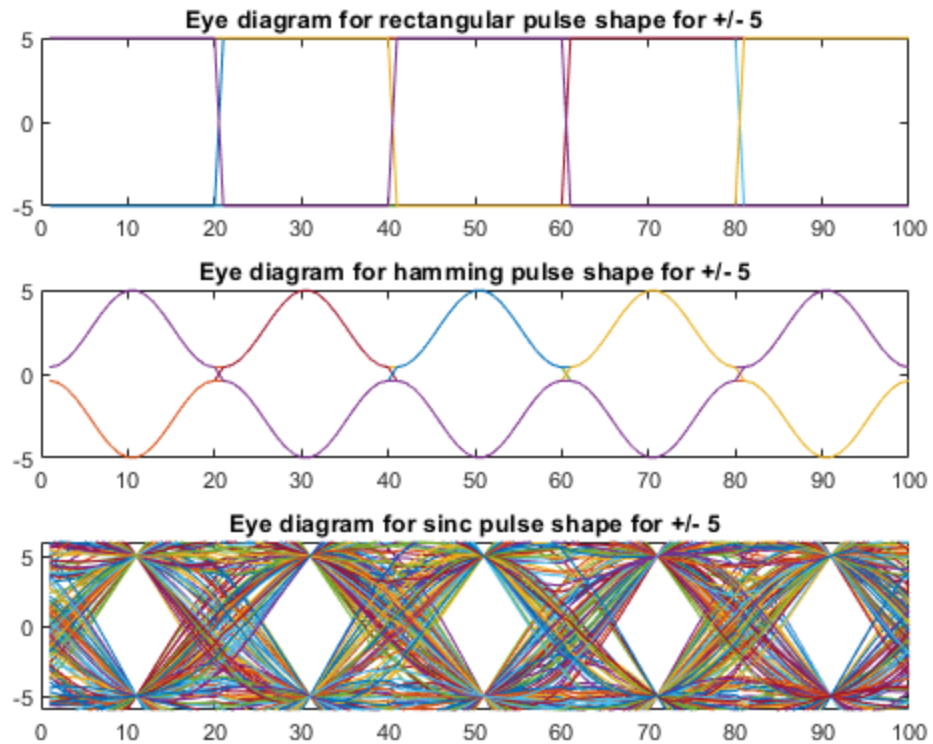 Eye diagram for rectangular pulse shape for +/- 5
5
0
-5
0 10 20 30 40 50 60 70 80 90 100
Eye diagram for hamming pulse shape for +/- 5
5
0
-5
0 10 20 30 40 50 60 70 80 90 100
Eye diagram for sinc pulse shape for +/- 5
5
0
-5
0 10 20 30 40 50 60 70 80 90 100